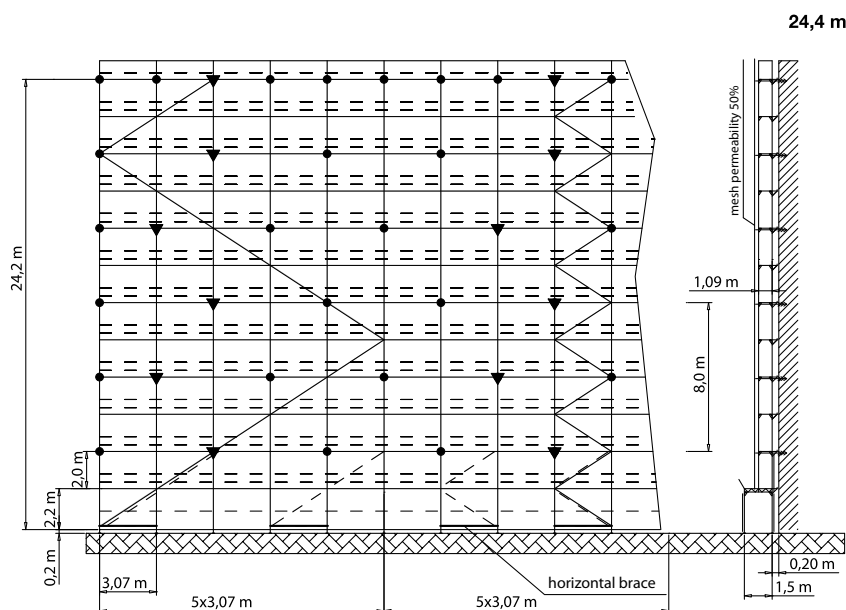 24,4 m
mesh permeability 50%
24,2 m
1,09 m
8,0 m
2,0 m
2,2 m
0,2 m
3,07 m
5x3,07 m
5x3,07 m
horizontal brace
0,20 m
1,5 m